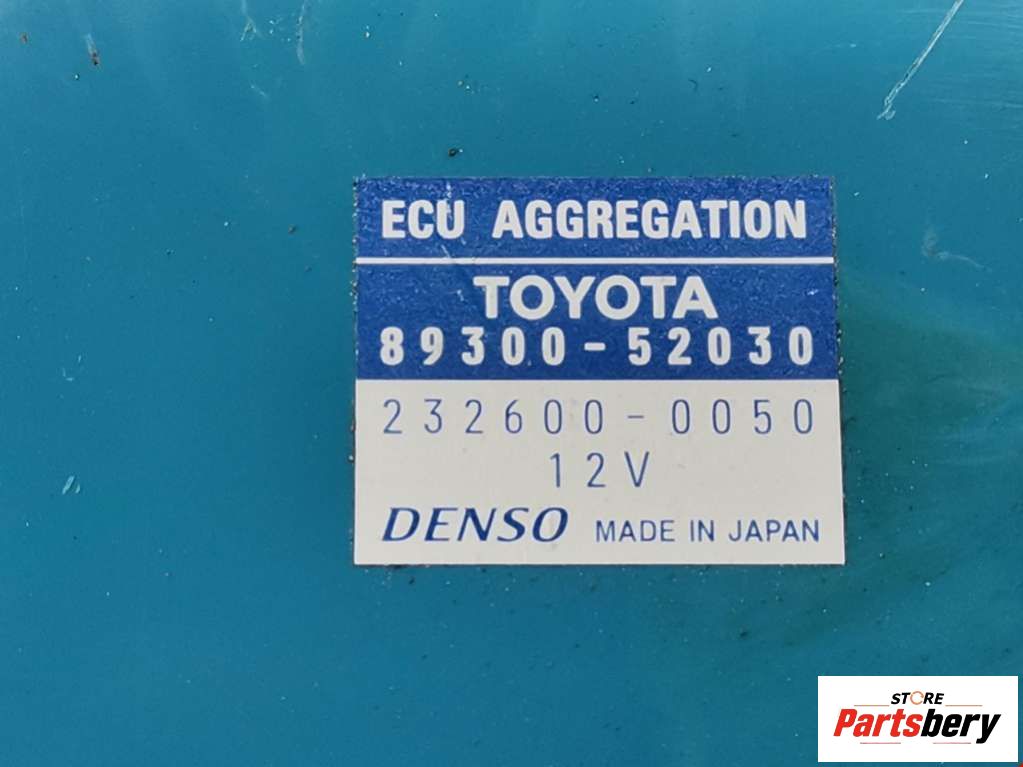 ECU AGGREGATION
TOYOTA
89300-52030
232600-0050
12V
DENSO MADE IN JAPAN
STORE
Partsbery